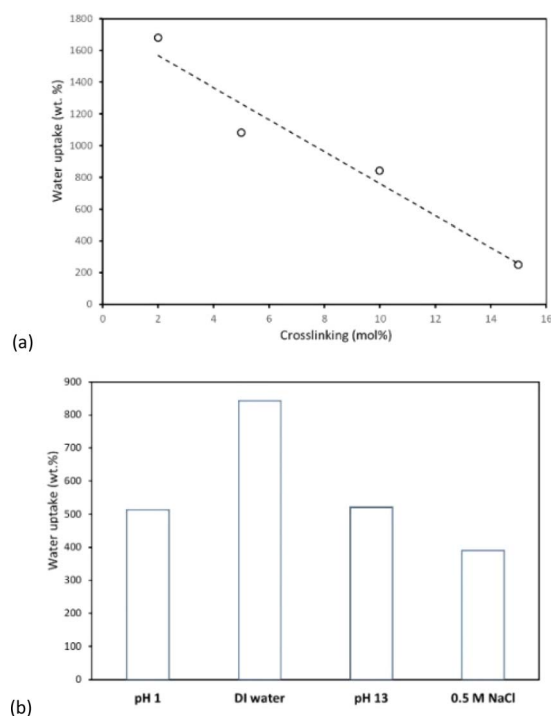 1800
1600
1400
1200
1000
800
600
400
200
0
Water uptake (wt. %)
0 2 4 6 8 10 12 14 16
Crosslinking (mol%)
(a)
900
800
700
600
500
400
300
200
100
0
Water uptake (wt.%)
pH 1 DI water pH 13 0.5 M NaCl
(b)